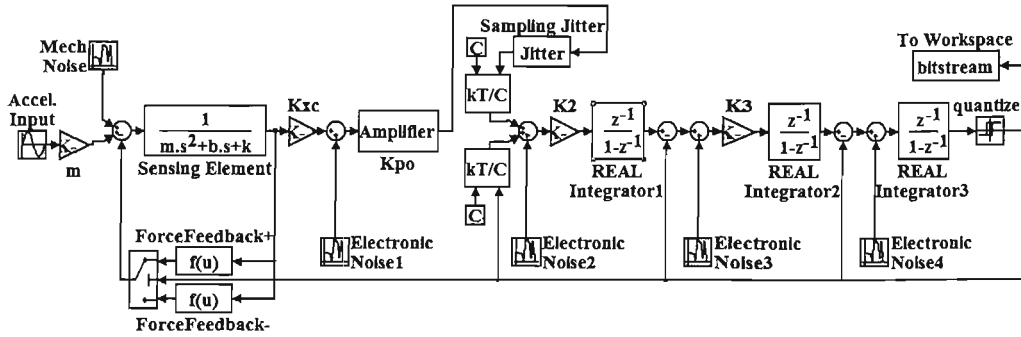 Mech
Noise
Accel.
Input
m
1
m.s²+b.s+k
Sensing Element
Kxc
Amplifier
Kpo
Sampling Jitter
Jitter
C
kT/C
kT/C
C
K2
z⁻¹
1-z⁻¹
REAL
Integrator1
K3
z⁻¹
1-z⁻¹
REAL
Integrator2
z⁻¹
1-z⁻¹
REAL
Integrator3
To Workspace
bitstream
quantizer
ForceFeedback+
f(u)
f(u)
ForceFeedback-
Electronic
Noise1
Electronic
Noise2
Electronic
Noise3
Electronic
Noise4